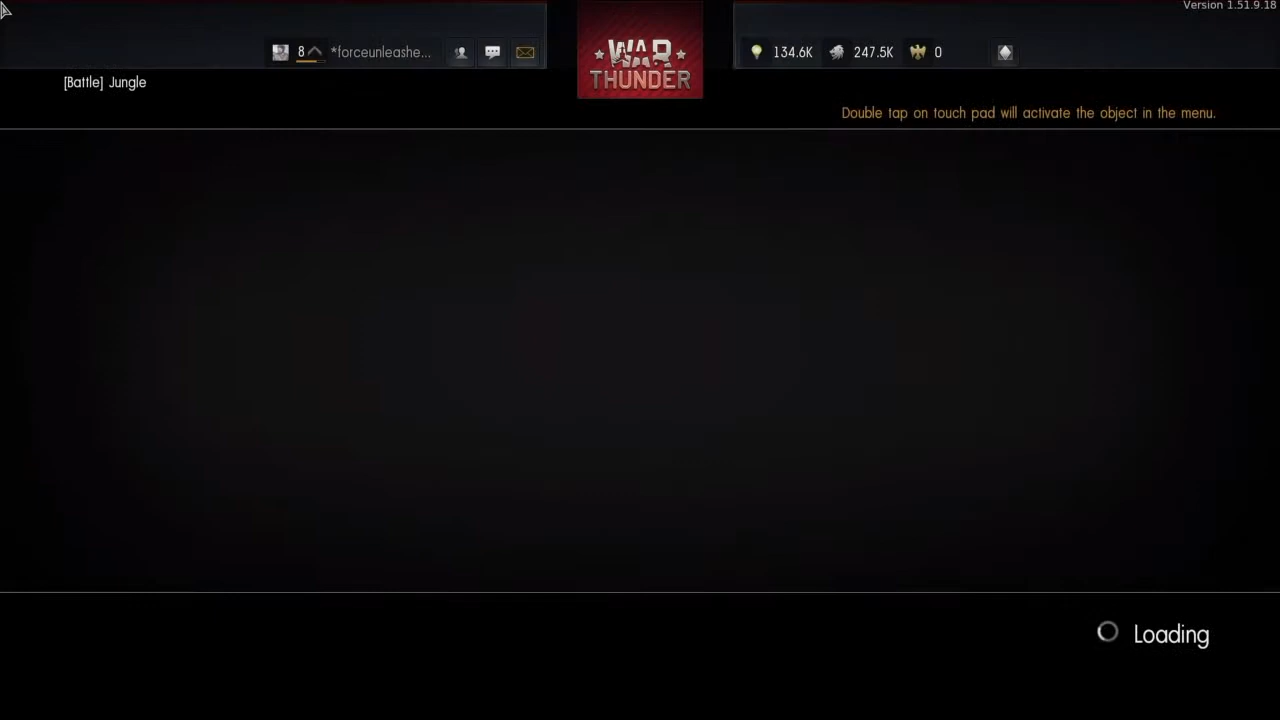 Version 1.51.9.18
8 *forceunleashe...
WAR
THUNDER
134.6K 247.5K 0
[Battle] Jungle
Double tap on touch pad will activate the object in the menu.
Loading